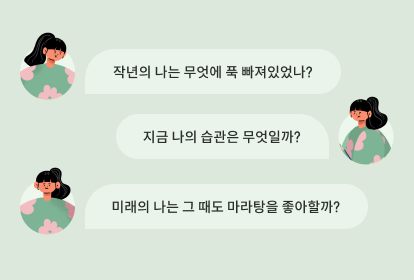 작년의 나는 무엇에 푹 빠져있었나?
지금 나의 습관은 무엇일까?
미래의 나는 그 때도 마라탕을 좋아할까?